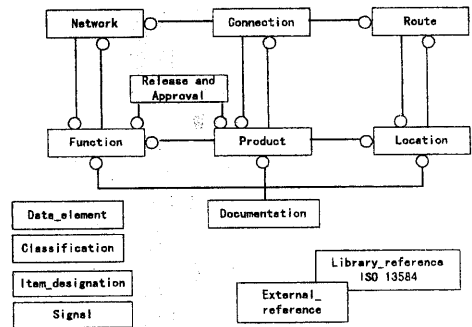 Network
Connection
Route
Release and
Approval
Function
Product
Location
Documentation
Data_element
Classification
Item_designation
Signal
Library_reference
ISO 13584
External_
reference